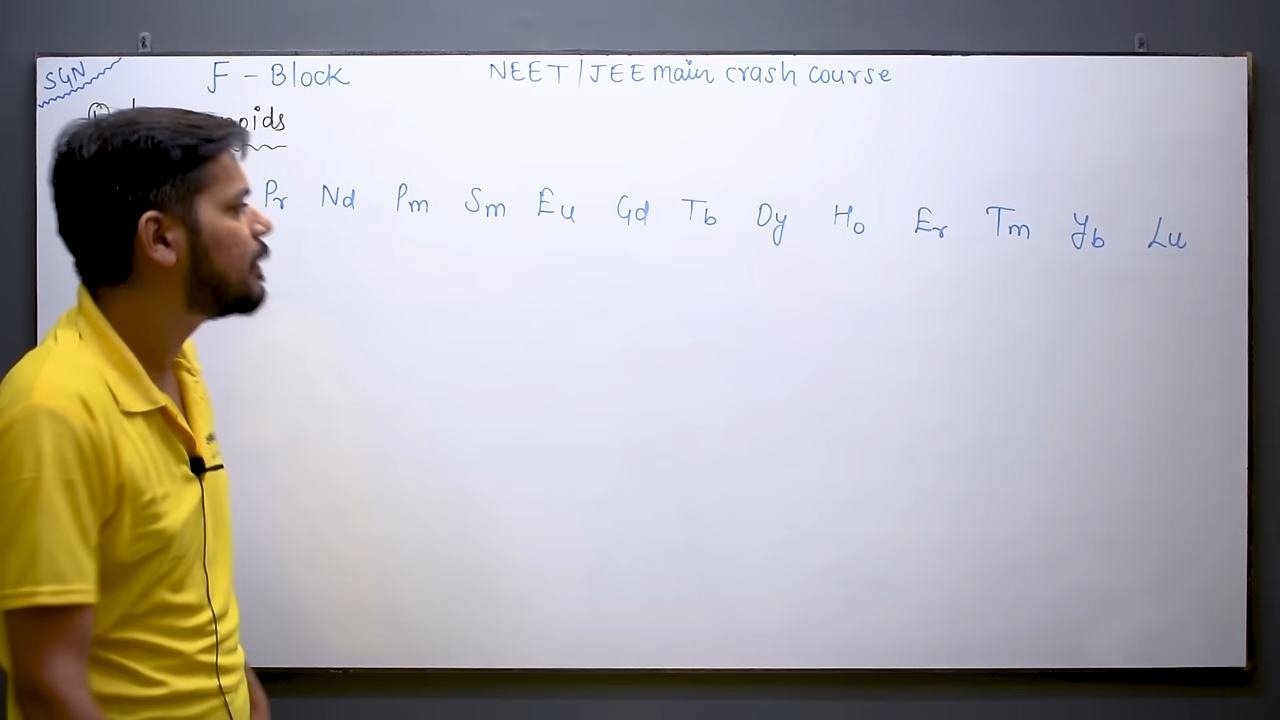 SGN
F - Block
NEET/JEE main crash course
Pr Nd Pm Sm Eu Gd Tb Dy Ho Er Tm Yb Lu